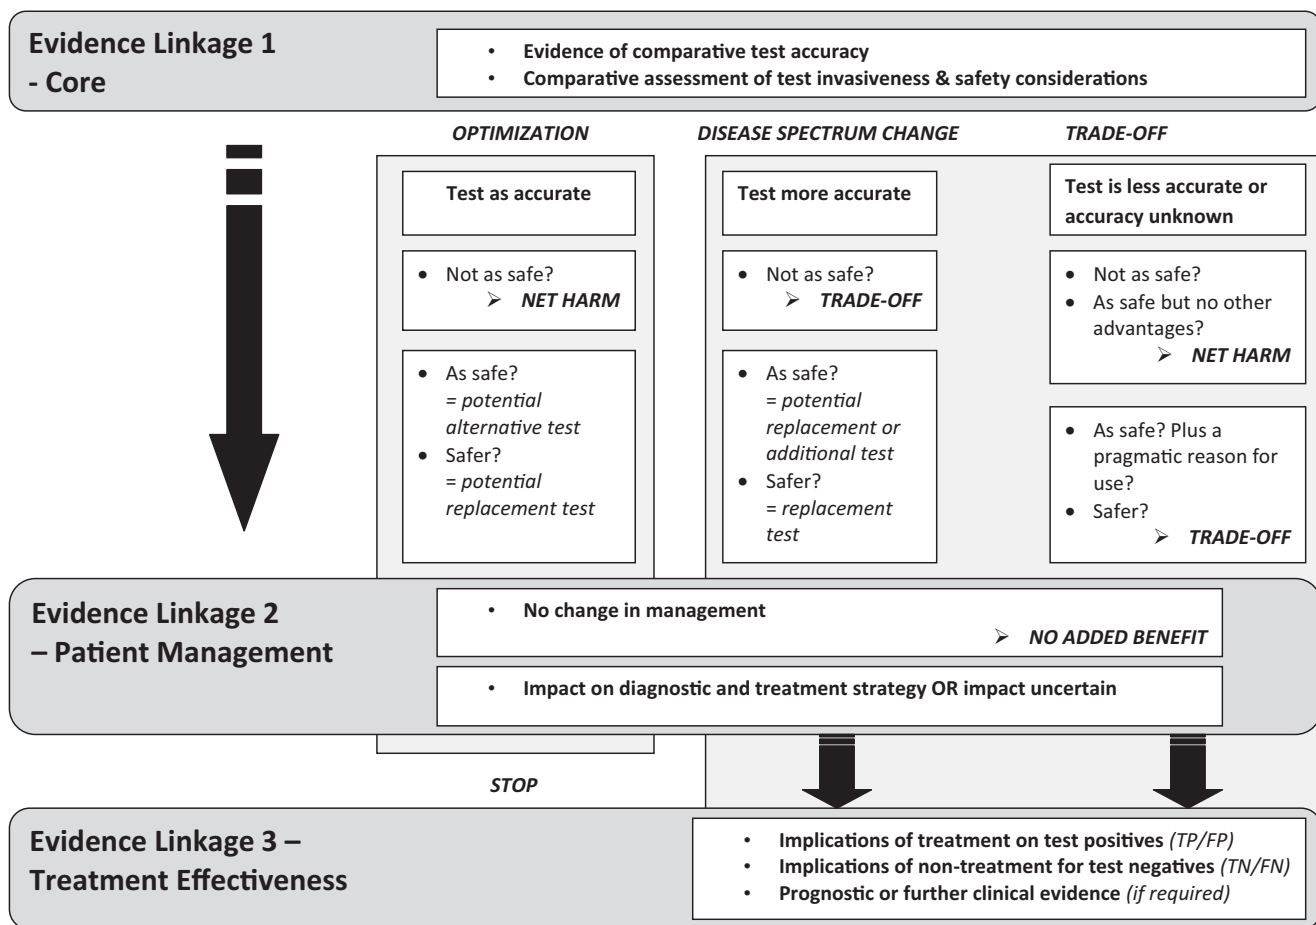 Evidence Linkage 1
- Core
• Evidence of comparative test accuracy
• Comparative assessment of test invasiveness & safety considerations
OPTIMIZATION
DISEASE SPECTRUM CHANGE
TRADE-OFF
Test as accurate
• Not as safe?
➢ NET HARM
• As safe?
= potential
alternative test
• Safer?
= potential
replacement test
Test more accurate
• Not as safe?
➢ TRADE-OFF
• As safe?
= potential
replacement or
additional test
• Safer?
= replacement
test
Test is less accurate or
accuracy unknown
• Not as safe?
• As safe but no other
advantages?
➢ NET HARM
• As safe? Plus a
pragmatic reason for
use?
• Safer?
➢ TRADE-OFF
Evidence Linkage 2
– Patient Management
• No change in management
➢ NO ADDED BENEFIT
• Impact on diagnostic and treatment strategy OR impact uncertain
STOP
Evidence Linkage 3 –
Treatment Effectiveness
• Implications of treatment on test positives (TP/FP)
• Implications of non-treatment for test negatives (TN/FN)
• Prognostic or further clinical evidence (if required)